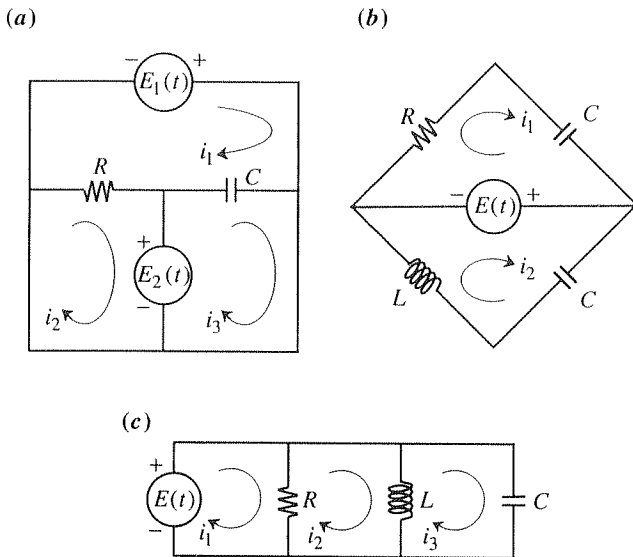 (a)
− E₁(t) +
i₁
R
C
+
E₂(t)
−
i₂
i₃
(b)
R
i₁
C
− E(t) +
i₂
L
C
(c)
+
E(t)
−
i₁
R
i₂
L
i₃
C